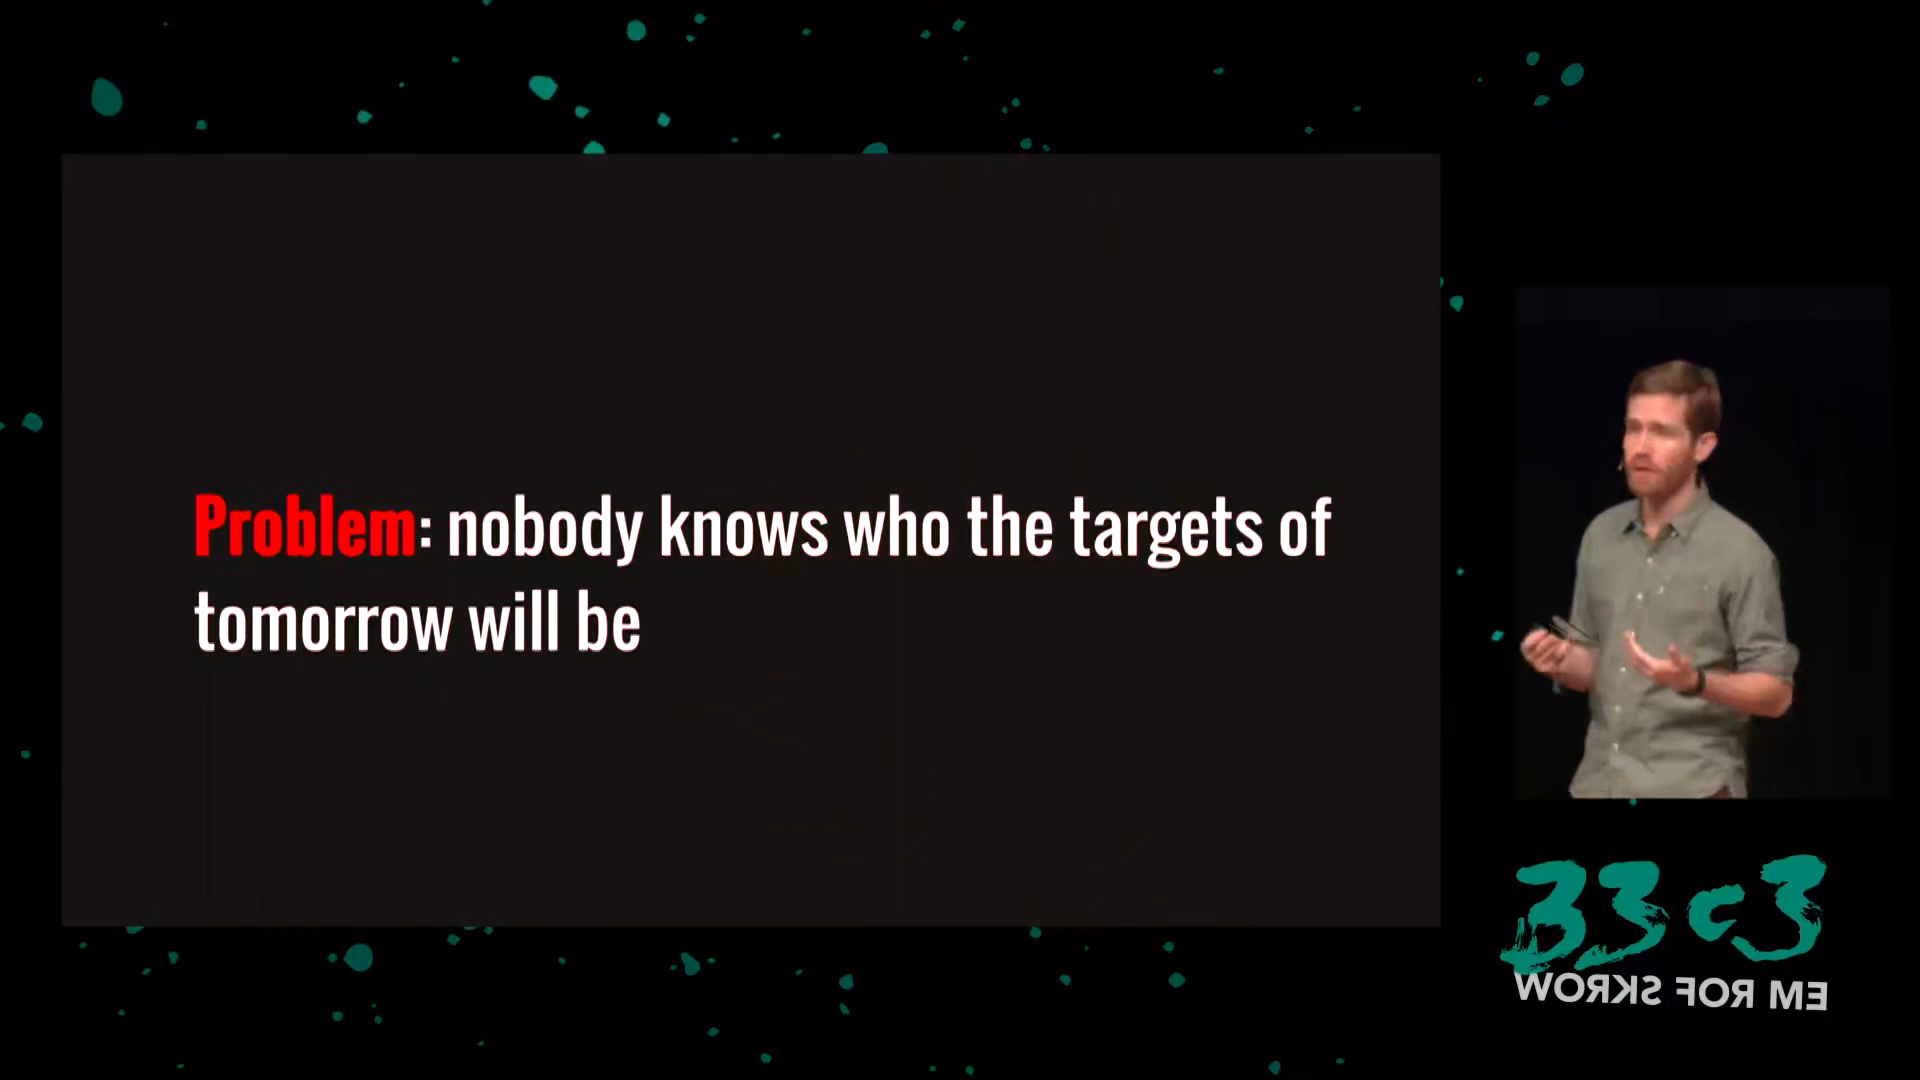 Problem: nobody knows who the targets of
tomorrow will be
33c3
WORKS FOR ME